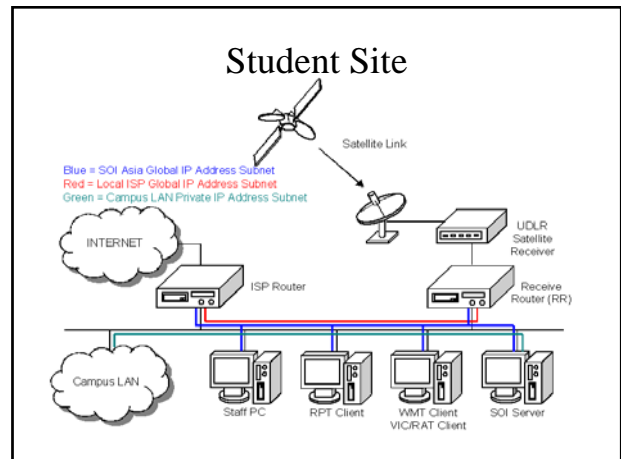 Student Site
Satellite Link
Blue = SOI Asia Global IP Address Subnet
Red = Local ISP Global IP Address Subnet
Green = Campus LAN Private IP Address Subnet
INTERNET
UDLR
Satellite
Receiver
ISP Router
Receive
Router (RR)
Campus LAN
Staff PC
RPT Client
WMT Client
VIC/RAT Client
SOI Server